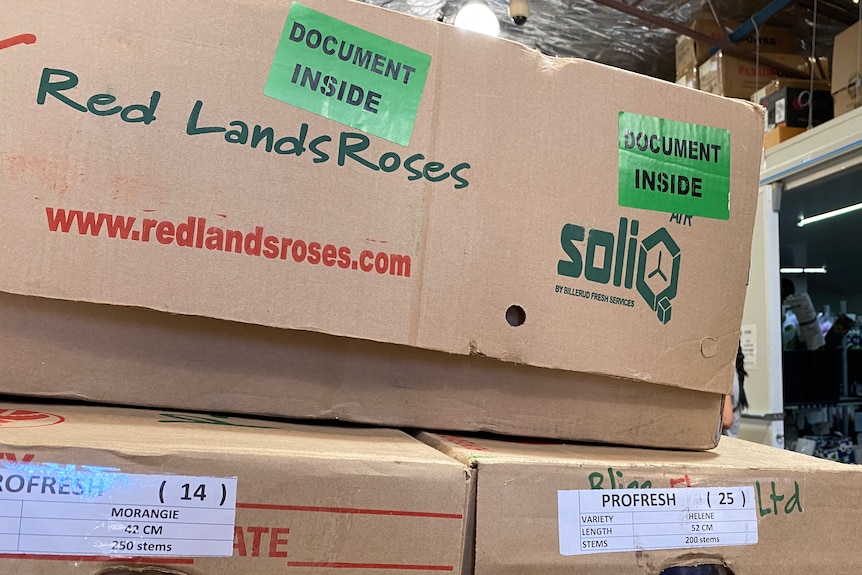 DOCUMENT
INSIDE
Red LandsRoses
www.redlandsroses.com
DOCUMENT
INSIDE
AIR
SoliQ
BY BILLERUD FRESH SERVICES
ROFRESH (14)
MORANGIE
42 CM
250 stems
ATE
PROFRESH (25)
Ltd
VARIETY HELENE
LENGTH 52 CM
STEMS 200 stems